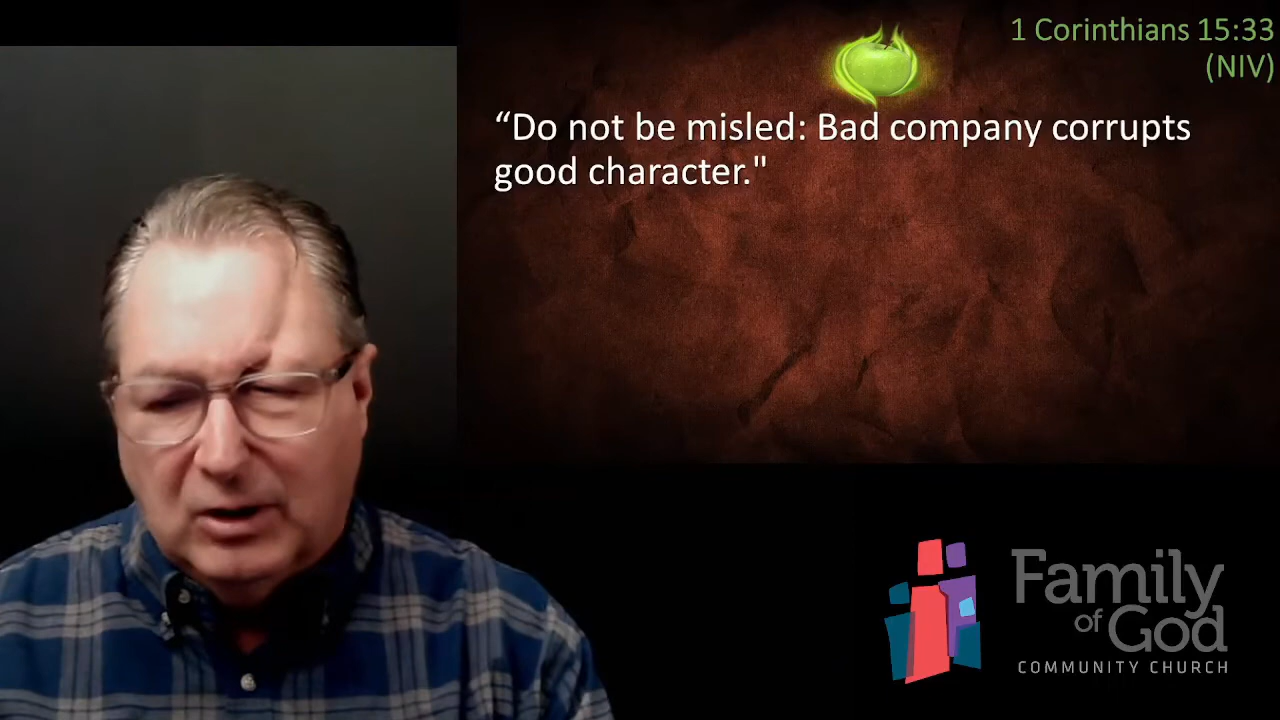 1 Corinthians 15:33
(NIV)
“Do not be misled: Bad company corrupts
good character."
Family
of God
COMMUNITY CHURCH